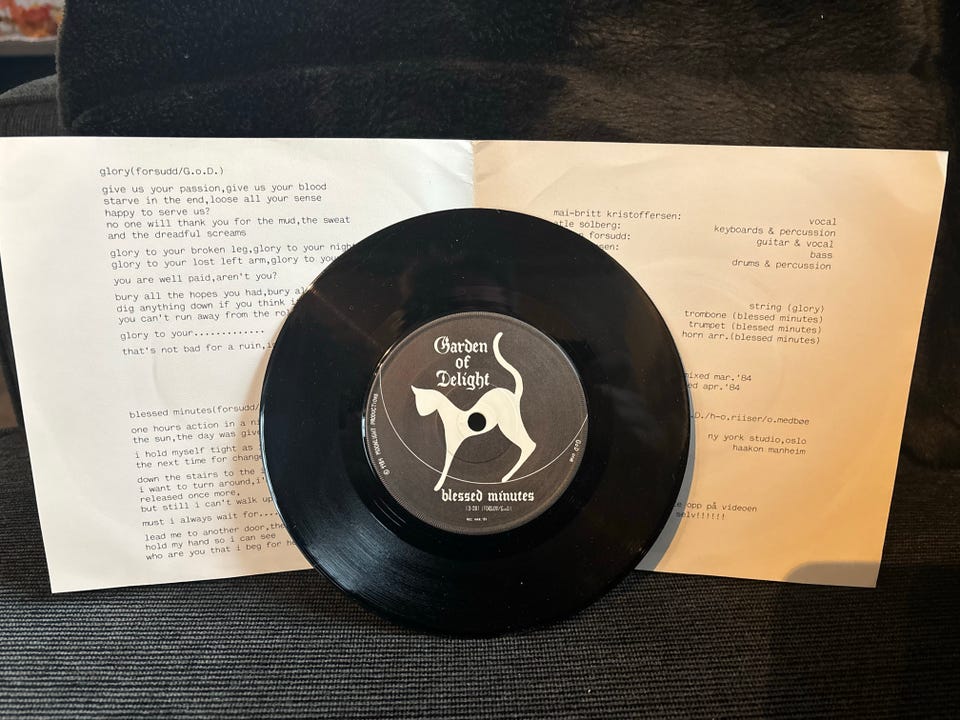 glory(forsudd/G.o.D.)
give us your passion,give us your blood
starve in the end,loose all your sense
happy to serve us?
no one will thank you for the mud,the sweat
and the dreadful screams
glory to your broken leg,glory to your
glory to your lost left arm,glory to
you are well paid,aren't you?
bury all the hopes you had,bury
dig anything down if you think
you can't run away from the
glory to your.............
that's not bad for a ruin,
blessed minutes(forsudd/
one hours action in a
the sun,the day was
i hold myself tight as
the next time for
down the stairs to the
i want to turn around,
released once more,
but still i can't walk up
must i always wait for....
lead me to another door,
hold my hand so i can see
who are you that i beg for
Garden
of
Delight
© 1984 MOONLIGHT PRODUCTIONS
blessed minutes
mai-britt kristoffersen: vocal
solberg: keyboards & percussion
forsudd: guitar & vocal
bass
drums & percussion
string (glory)
trombone (blessed minutes)
trumpet (blessed minutes)
horn arr.(blessed minutes)
mar.'84
apr.'84
h-o.riiser/o.medbøe
ny york studio,oslo
haakon manheim
opp på videoen
selv!!!!!!